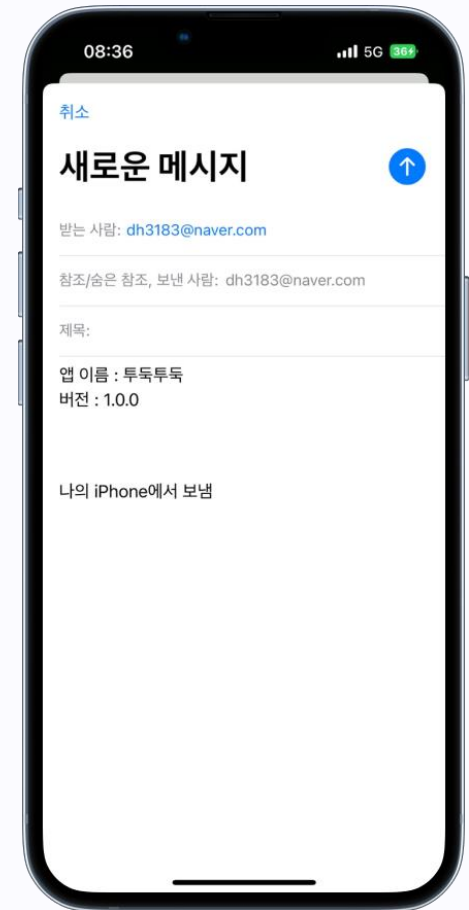 08:36
5G 36
취소
새로운 메시지
받는 사람: dh3183@naver.com
참조/숨은 참조, 보낸 사람: dh3183@naver.com
제목:
앱 이름 : 투둑투둑
버전 : 1.0.0
나의 iPhone에서 보냄